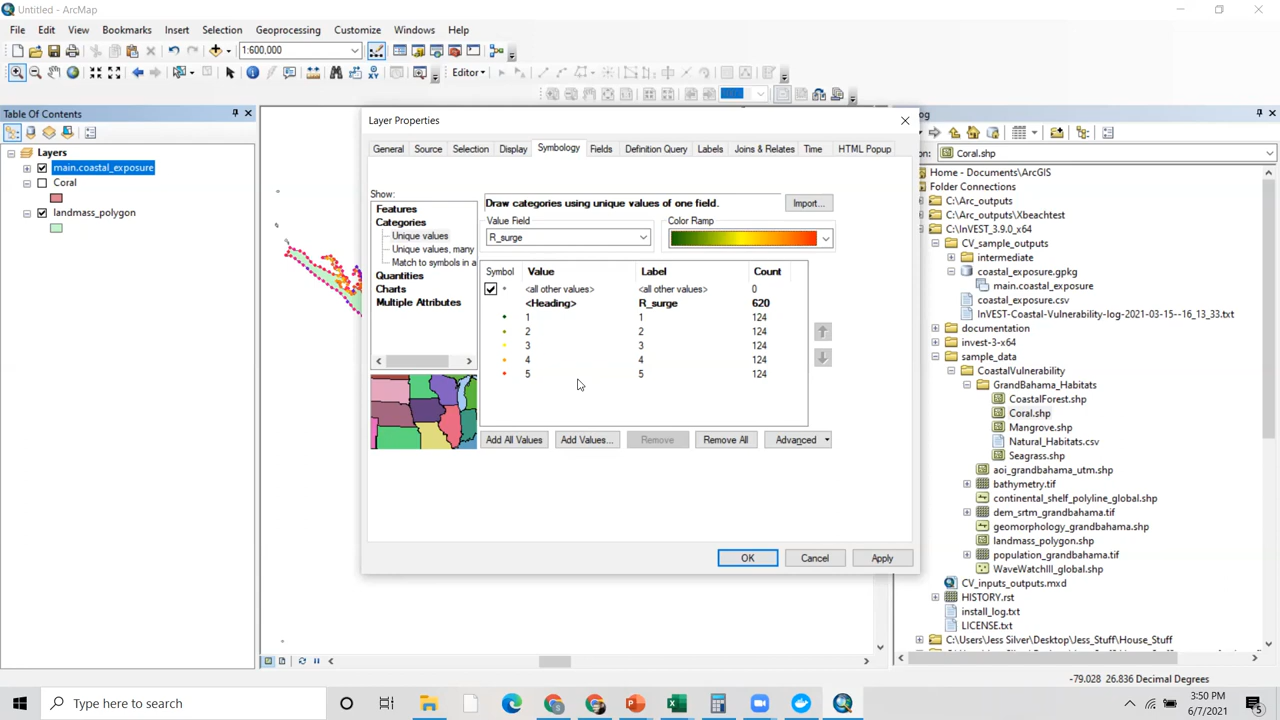 Untitled - ArcMap
File Edit View Bookmarks Insert Selection Geoprocessing Customize Windows Help
1:600,000
Editor
Table Of Contents
Layers
main.coastal_exposure
Coral
landmass_polygon
Layer Properties
General Source Selection Display Symbology Fields Definition Query Labels Joins & Relates Time HTML Popup
Show:
Features
Categories
Unique values
Unique values, many
Match to symbols in a
Quantities
Charts
Multiple Attributes
Draw categories using unique values of one field.
Import...
Value Field
R_surge
Color Ramp
Symbol Value Label Count
<all other values> <all other values> 0
<Heading> R_surge 620
1 1 124
2 2 124
3 3 124
4 4 124
5 5 124
Add All Values Add Values... Remove Remove All Advanced
OK Cancel Apply
Coral.shp
Home - Documents\ArcGIS
Folder Connections
C:\Arc_outputs
C:\Arc_outputs\Xbeachtest
C:\InVEST_3.9.0_x64
CV_sample_outputs
intermediate
coastal_exposure.gpkg
main.coastal_exposure
coastal_exposure.csv
InVEST-Coastal-Vulnerability-log-2021-03-15--16_13_33.txt
documentation
invest-3-x64
sample_data
CoastalVulnerability
GrandBahama_Habitats
CoastalForest.shp
Coral.shp
Mangrove.shp
Natural_Habitats.csv
Seagrass.shp
aoi_grandbahama_utm.shp
bathymetry.tif
continental_shelf_polyline_global.shp
dem_srtm_grandbahama.tif
geomorphology_grandbahama.shp
landmass_polygon.shp
population_grandbahama.tif
WaveWatchIII_global.shp
CV_inputs_outputs.mxd
HISTORY.rst
install_log.txt
LICENSE.txt
C:\Users\Jess Silver\Desktop\Jess_Stuff\House_Stuff
-79.028 26.836 Decimal Degrees
Type here to search
3:50 PM
6/7/2021
5